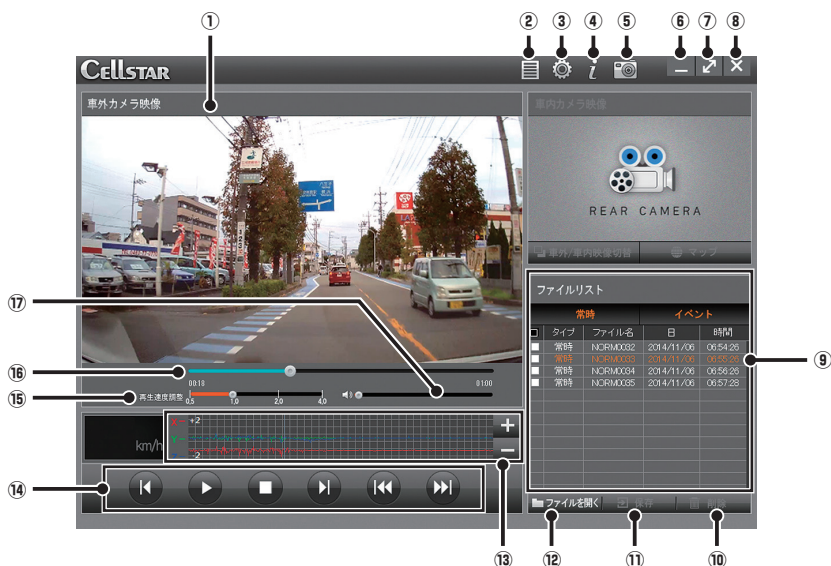 ① ② ③ ④ ⑤ ⑥ ⑦ ⑧
CELLSTAR
車外カメラ映像
車内カメラ映像
REAR CAMERA
車外/車内映像切替 マップ
ファイルリスト
常時 イベント
タイプ ファイル名 日 時間
常時 NORM0032 2014/11/06 06:54:26
常時 NORM0033 2014/11/06 06:55:26
常時 NORM0034 2014/11/06 06:56:26
常時 NORM0035 2014/11/06 06:57:28
⑨
⑰
⑯
00:18 01:00
⑮
再生速度調整
0.5 1.0 2.0 4.0
X
+2
Y
-2
km/h
+
−
⑭
ファイルを開く 保存 削除
⑬ ⑫ ⑪ ⑩